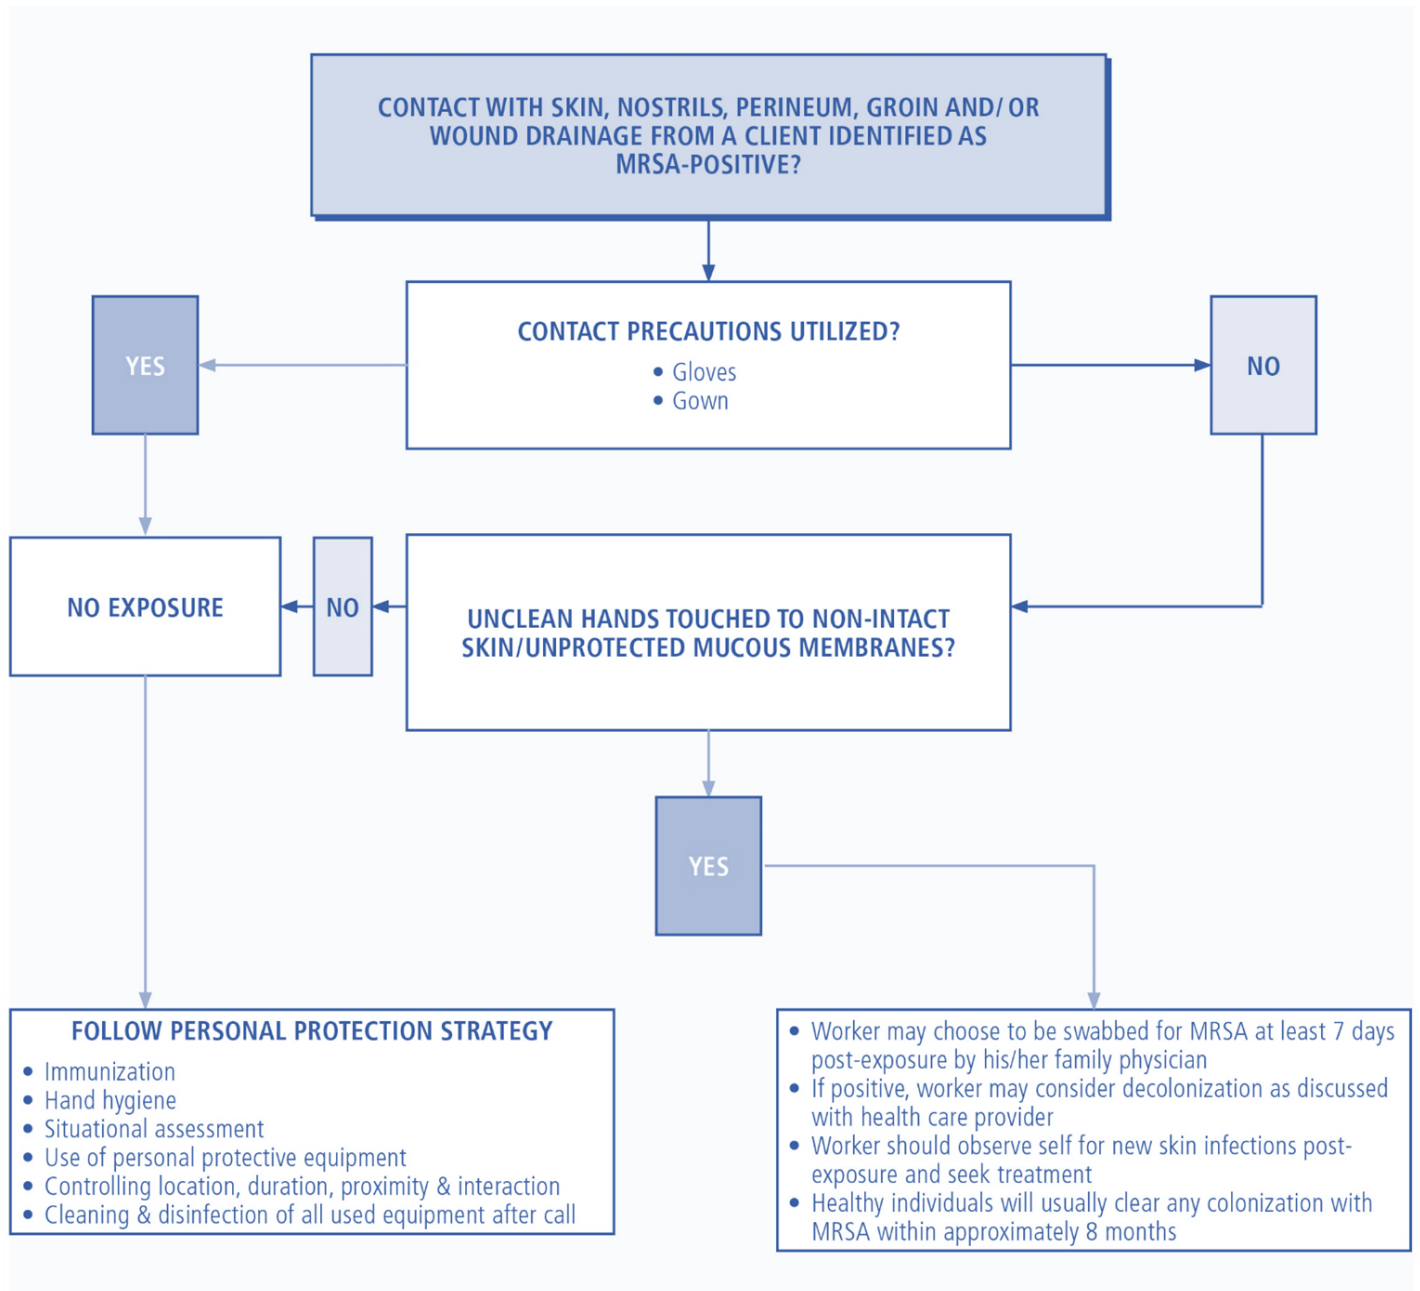 CONTACT WITH SKIN, NOSTRILS, PERINEUM, GROIN AND/ OR
WOUND DRAINAGE FROM A CLIENT IDENTIFIED AS
MRSA-POSITIVE?
CONTACT PRECAUTIONS UTILIZED?
• Gloves
• Gown
YES
NO
NO EXPOSURE
NO
UNCLEAN HANDS TOUCHED TO NON-INTACT
SKIN/UNPROTECTED MUCOUS MEMBRANES?
YES
FOLLOW PERSONAL PROTECTION STRATEGY
• Immunization
• Hand hygiene
• Situational assessment
• Use of personal protective equipment
• Controlling location, duration, proximity & interaction
• Cleaning & disinfection of all used equipment after call
• Worker may choose to be swabbed for MRSA at least 7 days
post-exposure by his/her family physician
• If positive, worker may consider decolonization as discussed
with health care provider
• Worker should observe self for new skin infections post-
exposure and seek treatment
• Healthy individuals will usually clear any colonization with
MRSA within approximately 8 months